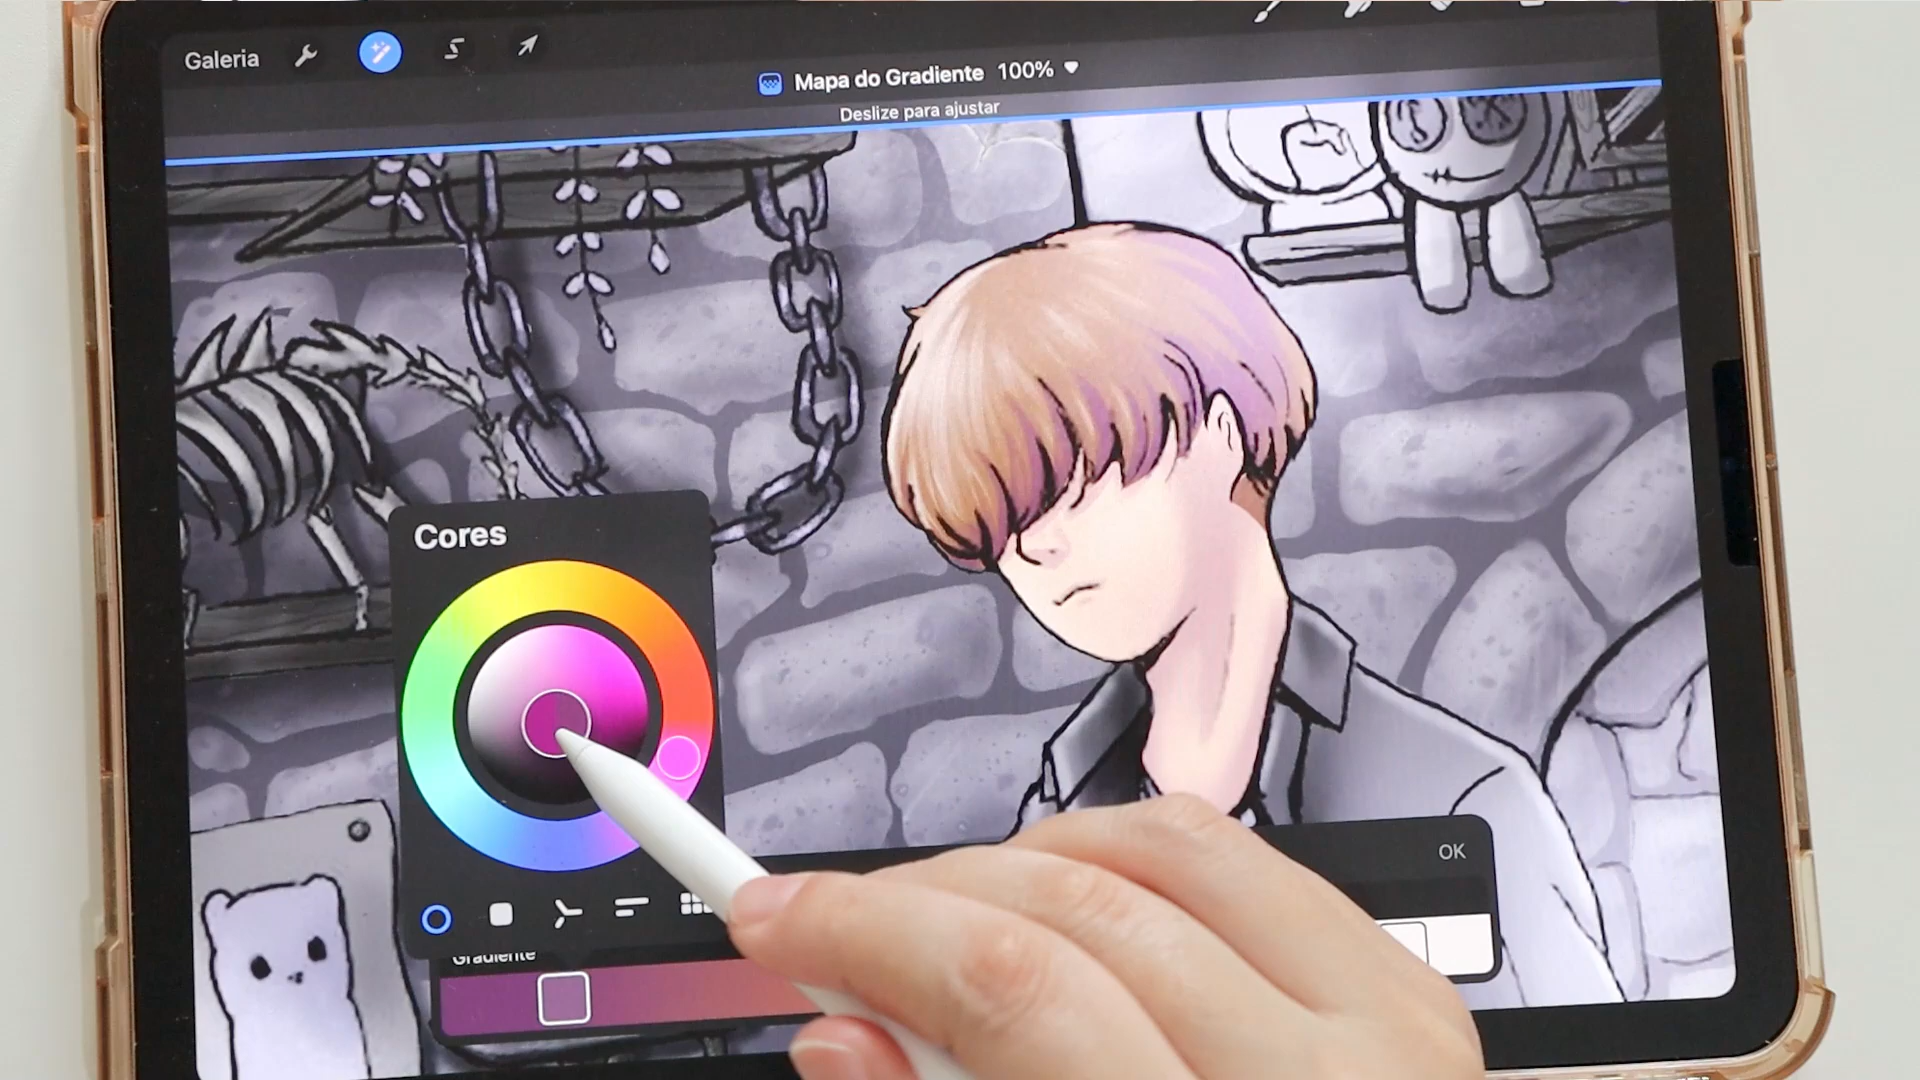 Galeria
Mapa do Gradiente 100%
Deslize para ajustar
Cores
OK
Gradiente